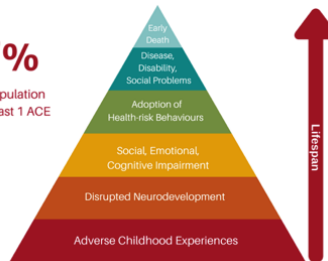 Early
Death
Disease,
Disability,
Social Problems
%
pulation
ast 1 ACE
Adoption of
Health-risk Behaviours
Social, Emotional,
Cognitive Impairment
Disrupted Neurodevelopment
Adverse Childhood Experiences
Lifespan